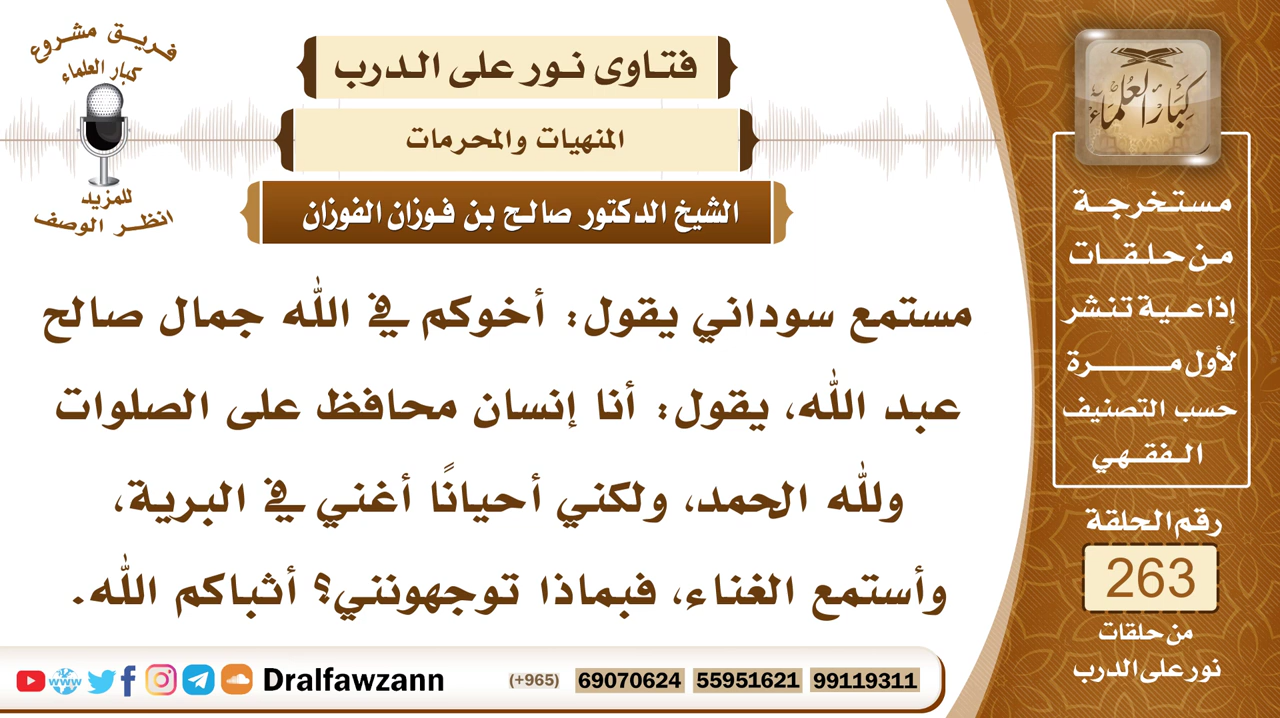 فريق مشروع
كبار العلماء
للمزيد
انظر الوصف
فتاوى نور على الدرب
المنهيات والمحرمات
الشيخ الدكتور صالح بن فوزان الفوزان
مستمع سوداني يقول: أخوكم في الله جمال صالح
عبد الله، يقول: أنا إنسان محافظ على الصلوات
ولله الحمد، ولكني أحيانًا أغني في البرية،
وأستمع الغناء، فبماذا توجهونني؟ أثباكم الله.
كبار العلماء
مستخرجة
من حلقات
إذاعية تنشر
لأول مرة
حسب التصنيف
الفقهي
رقم الحلقة
263
من حلقات
نور على الدرب
www Dralfawzann (+965) 69070624 55951621 99119311